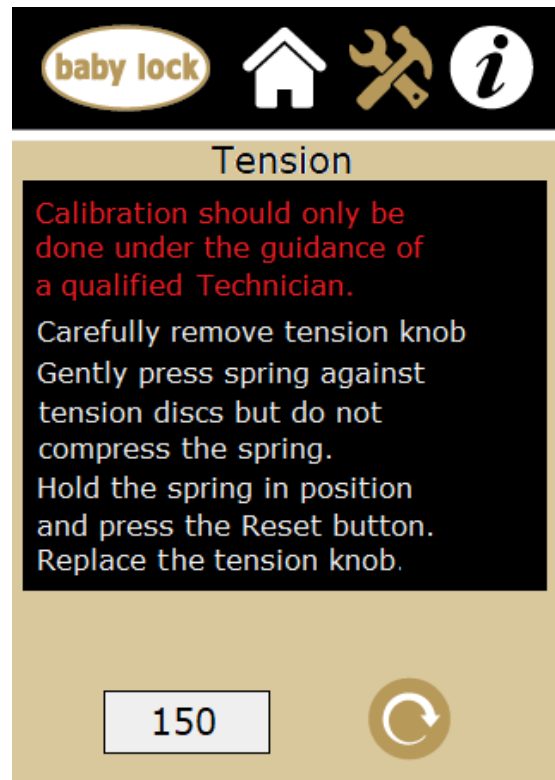 baby lock
i
Tension
Calibration should only be
done under the guidance of
a qualified Technician.
Carefully remove tension knob
Gently press spring against
tension discs but do not
compress the spring.
Hold the spring in position
and press the Reset button.
Replace the tension knob.
150